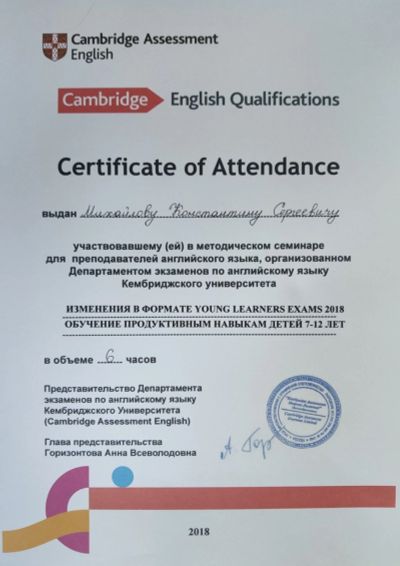 Cambridge Assessment
English
Cambridge English Qualifications
Certificate of Attendance
выдан Михайлову Константину Сергеевичу
участвовавшему (ей) в методическом семинаре
для преподавателей английского языка, организованном
Департаментом экзаменов по английскому языку
Кембриджского университета
ИЗМЕНЕНИЯ В ФОРМАТЕ YOUNG LEARNERS EXAMS 2018
ОБУЧЕНИЕ ПРОДУКТИВНЫМ НАВЫКАМ ДЕТЕЙ 7-12 ЛЕТ
в объеме 6 часов
Представительство Департамента
экзаменов по английскому языку
Кембриджского Университета
(Cambridge Assessment English)
Глава представительства
Горизонтова Анна Всеволодовна
2018